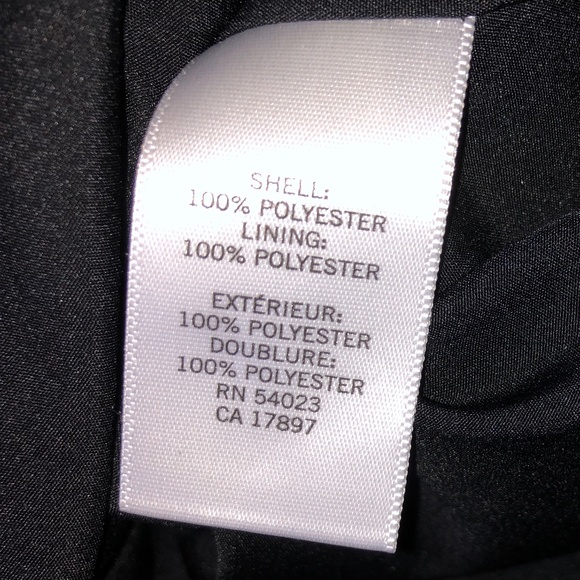 SHELL:
100% POLYESTER
LINING:
100% POLYESTER
EXTÉRIEUR:
100% POLYESTER
DOUBLURE:
100% POLYESTER
RN 54023
CA 17897